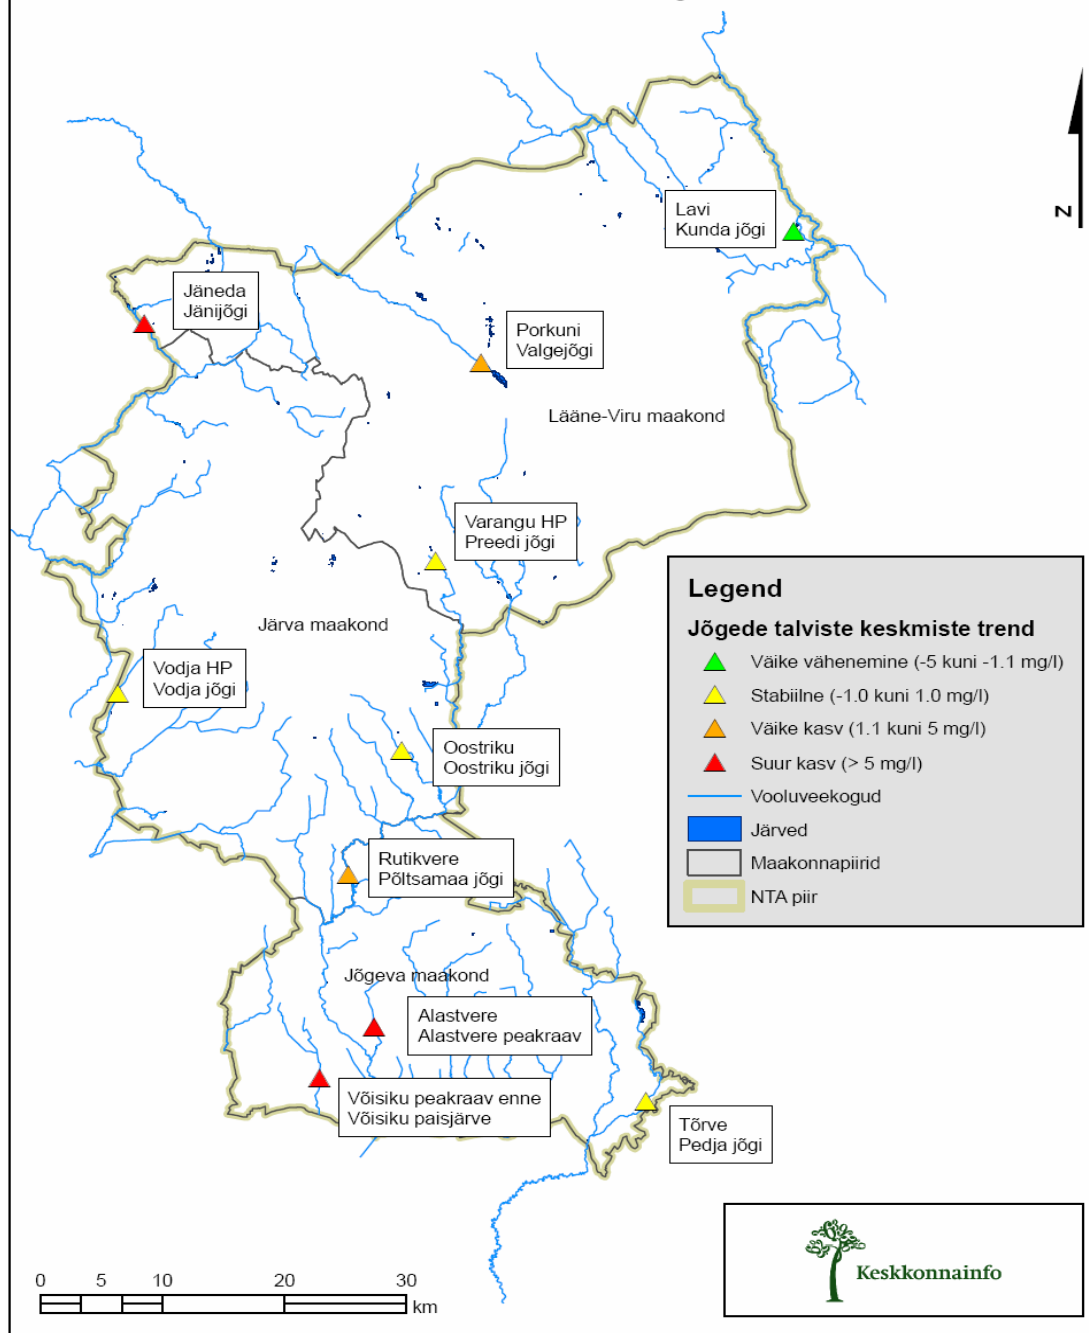 Lavi
Kunda jõgi
Z
Jäneda
Jänijõgi
Porkuni
Valgejõgi
Lääne-Viru maakond
Varangu HP
Preedi jõgi
Järva maakond
Vodja HP
Vodja jõgi
Oostriku
Oostriku jõgi
Rutikvere
Põltsamaa jõgi
Jõgeva maakond
Alastvere
Alastvere peakraav
Võisiku peakraav enne
Võisiku paisjärve
Tõrve
Pedja jõgi
Legend
Jõgede talviste keskmiste trend
Väike vähenemine (-5 kuni -1.1 mg/l)
Stabiilne (-1.0 kuni 1.0 mg/l)
Väike kasv (1.1 kuni 5 mg/l)
Suur kasv (> 5 mg/l)
Vooluveekogud
Järved
Maakonnapiirid
NTA piir
Keskkonnainfo
0 5 10 20 30
km